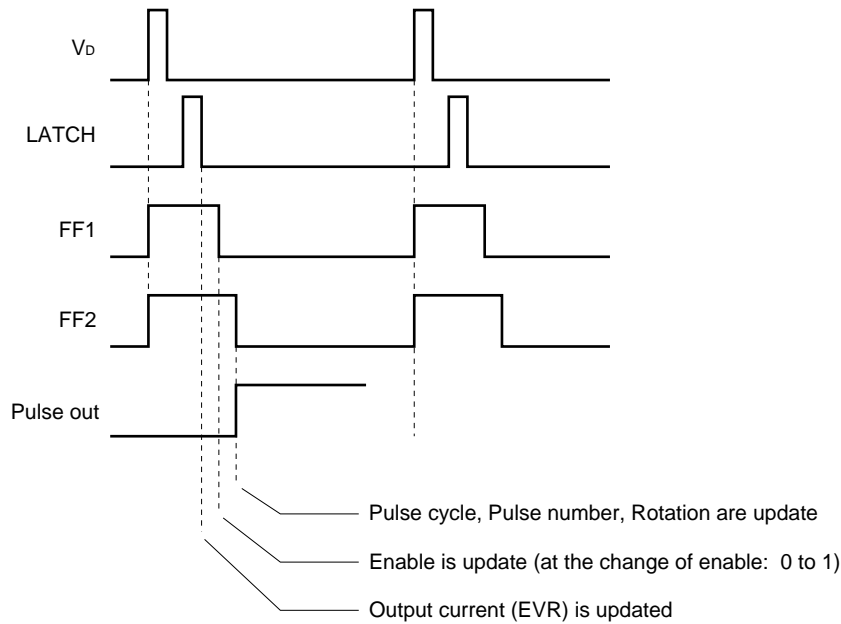 VD
LATCH
FF1
FF2
Pulse out
Pulse cycle, Pulse number, Rotation are update
Enable is update (at the change of enable: 0 to 1)
Output current (EVR) is updated